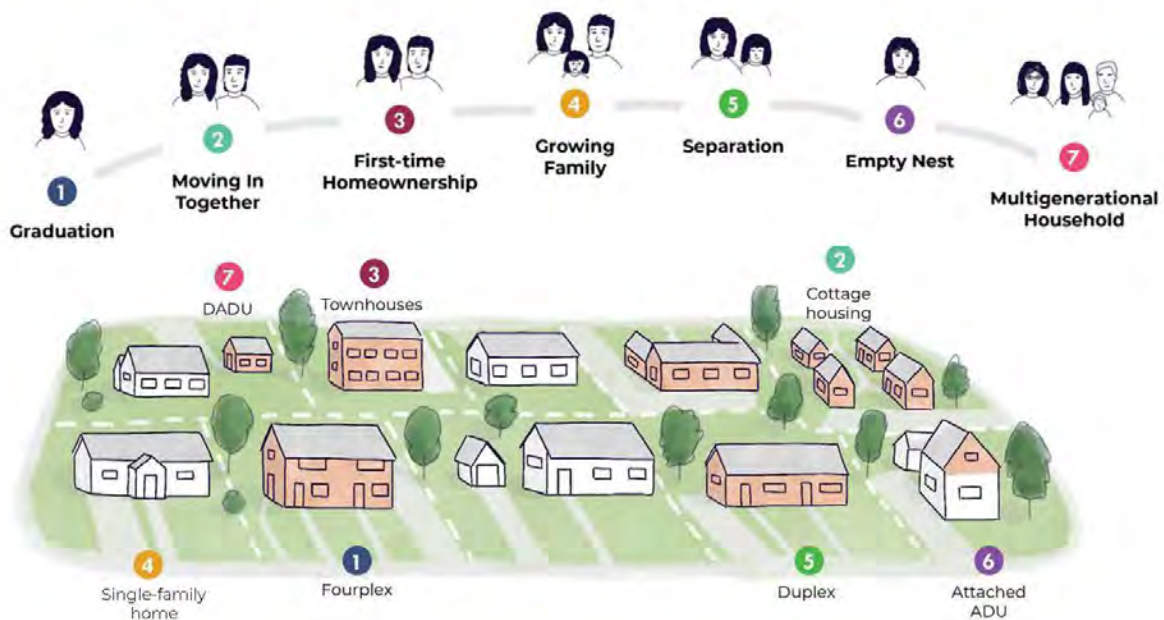 1
Graduation
2
Moving In
Together
3
First-time
Homeownership
4
Growing
Family
5
Separation
6
Empty Nest
7
Multigenerational
Household
7
DADU
3
Townhouses
2
Cottage
housing
4
Single-family
home
1
Fourplex
5
Duplex
6
Attached
ADU